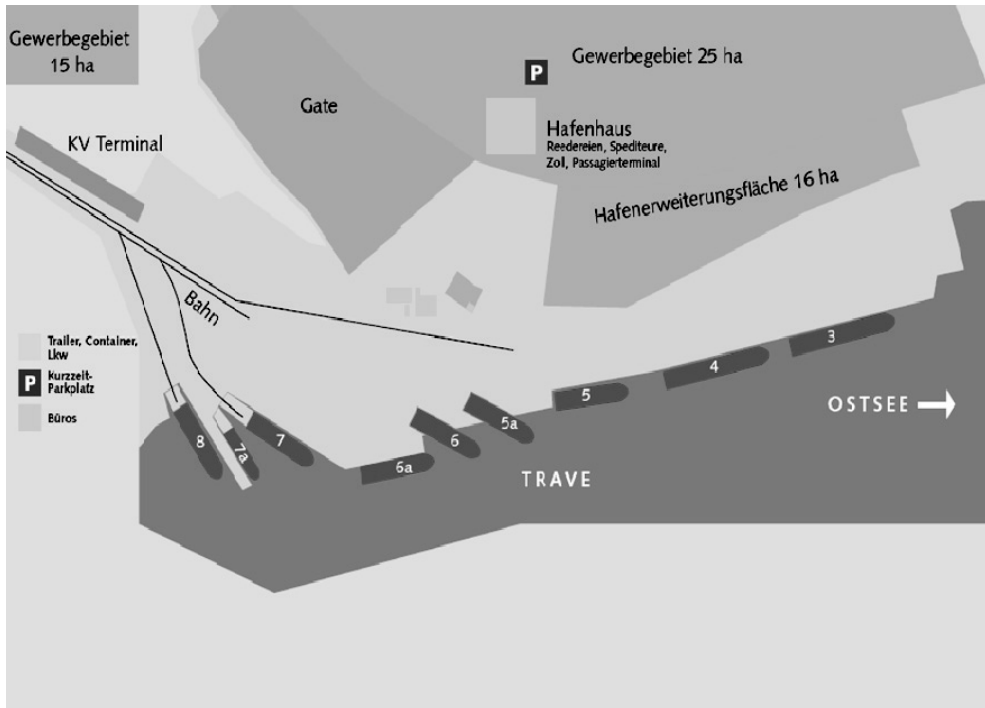 Gewerbegebiet
15 ha
Gewerbegebiet 25 ha
P
Gate
Hafenhaus
Reedereien, Spediteure,
Zoll, Passagierterminal
KV Terminal
Hafenerweiterungsfläche 16 ha
Bahn
Trailer, Container,
Lkw
P
Kurzzeit-
Parkplatz
Büros
3
4
5
5a
6
6a
7
7a
8
OSTSEE
TRAVE